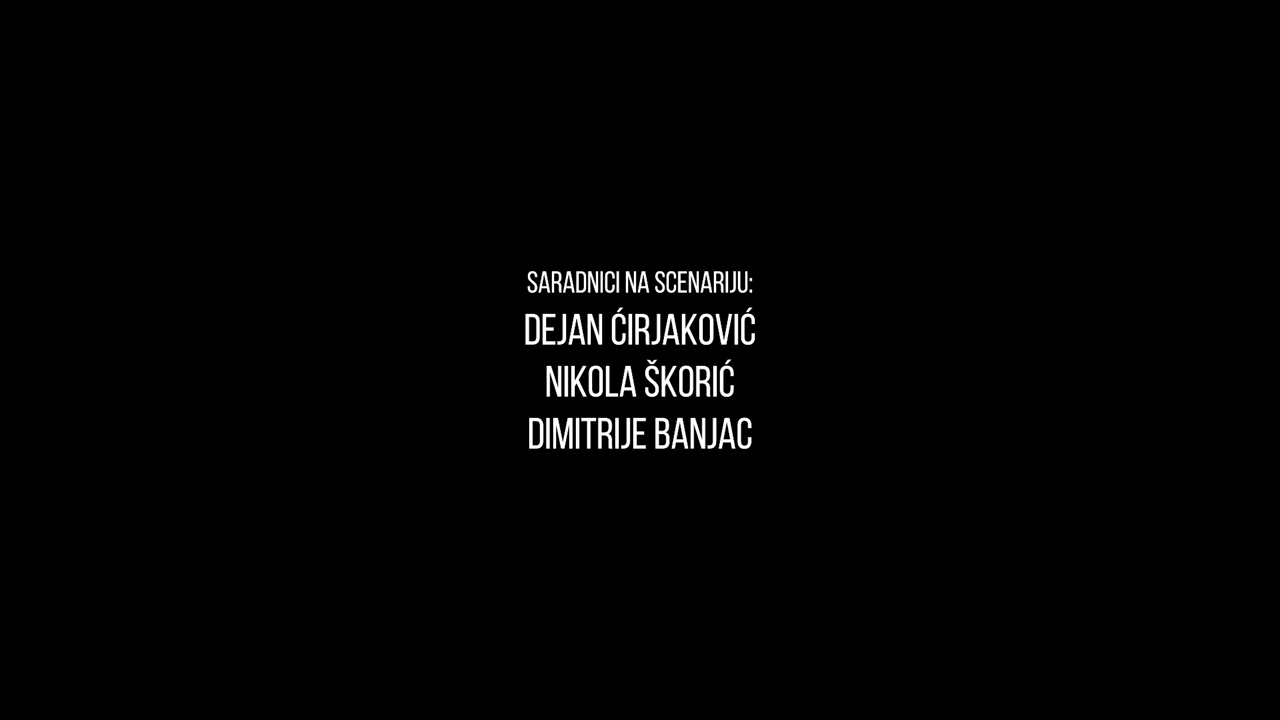 SARADNICI NA SCENARIJU:
DEJAN ĆIRJAKOVIĆ
NIKOLA ŠKORIĆ
DIMITRIJE BANJAC